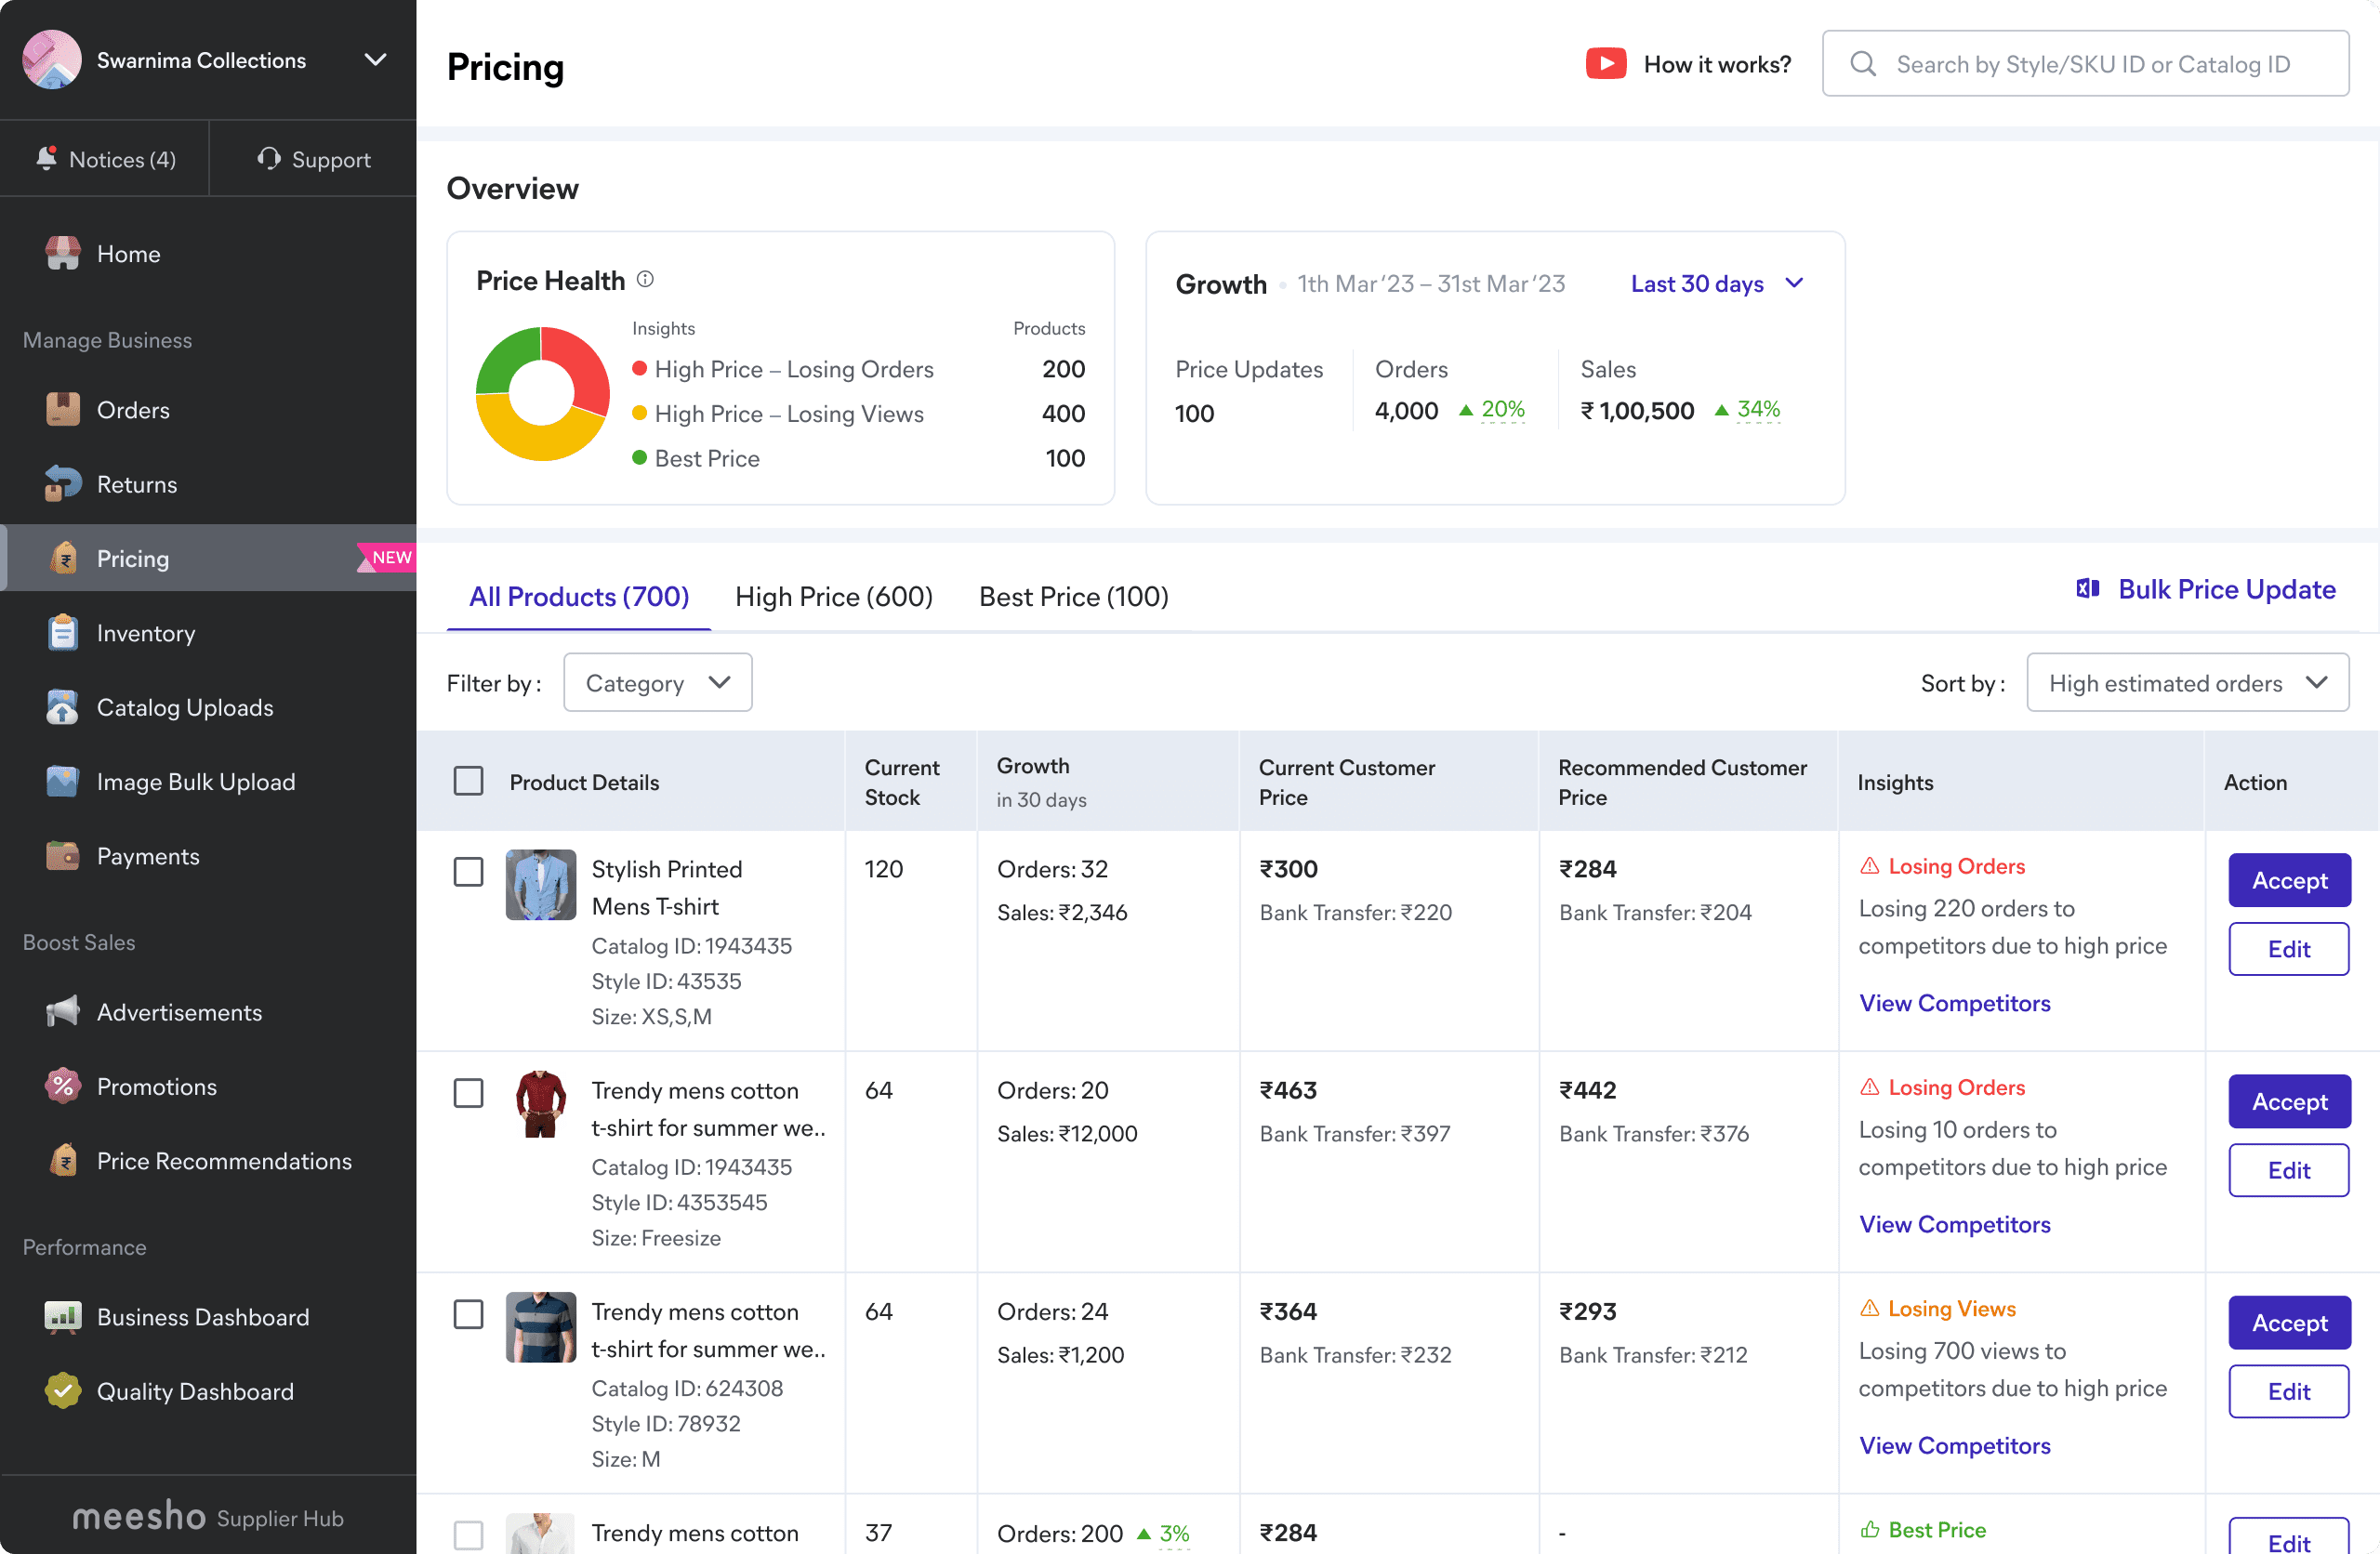 Swarnima Collections
Notices (4)
Support
Home
Manage Business
Orders
Returns
Pricing
NEW
Inventory
Catalog Uploads
Image Bulk Upload
Payments
Boost Sales
Advertisements
Promotions
Price Recommendations
Performance
Business Dashboard
Quality Dashboard
meesho Supplier Hub
Pricing
How it works?
Search by Style/SKU ID or Catalog ID
Overview
Price Health
Insights Products
High Price – Losing Orders 200
High Price – Losing Views 400
Best Price 100
Growth 1th Mar '23 – 31st Mar '23 Last 30 days
Price Updates
100
Orders
4,000 20%
Sales
₹ 1,00,500 34%
All Products (700) High Price (600) Best Price (100)
Bulk Price Update
Filter by :
Category
Sort by :
High estimated orders
Product Details
Current
Stock
Growth
in 30 days
Current Customer
Price
Recommended Customer
Price
Insights
Action
Stylish Printed
Mens T-shirt
Catalog ID: 1943435
Style ID: 43535
Size: XS,S,M
120
Orders: 32
Sales: ₹2,346
₹300
Bank Transfer: ₹220
₹284
Bank Transfer: ₹204
Losing Orders
Losing 220 orders to
competitors due to high price
View Competitors
Accept
Edit
Trendy mens cotton
t-shirt for summer we..
Catalog ID: 1943435
Style ID: 4353545
Size: Freesize
64
Orders: 20
Sales: ₹12,000
₹463
Bank Transfer: ₹397
₹442
Bank Transfer: ₹376
Losing Orders
Losing 10 orders to
competitors due to high price
View Competitors
Accept
Edit
Trendy mens cotton
t-shirt for summer we..
Catalog ID: 624308
Style ID: 78932
Size: M
64
Orders: 24
Sales: ₹1,200
₹364
Bank Transfer: ₹232
₹293
Bank Transfer: ₹212
Losing Views
Losing 700 views to
competitors due to high price
View Competitors
Accept
Edit
Trendy mens cotton
37
Orders: 200 3%
₹284
-
Best Price
Edit